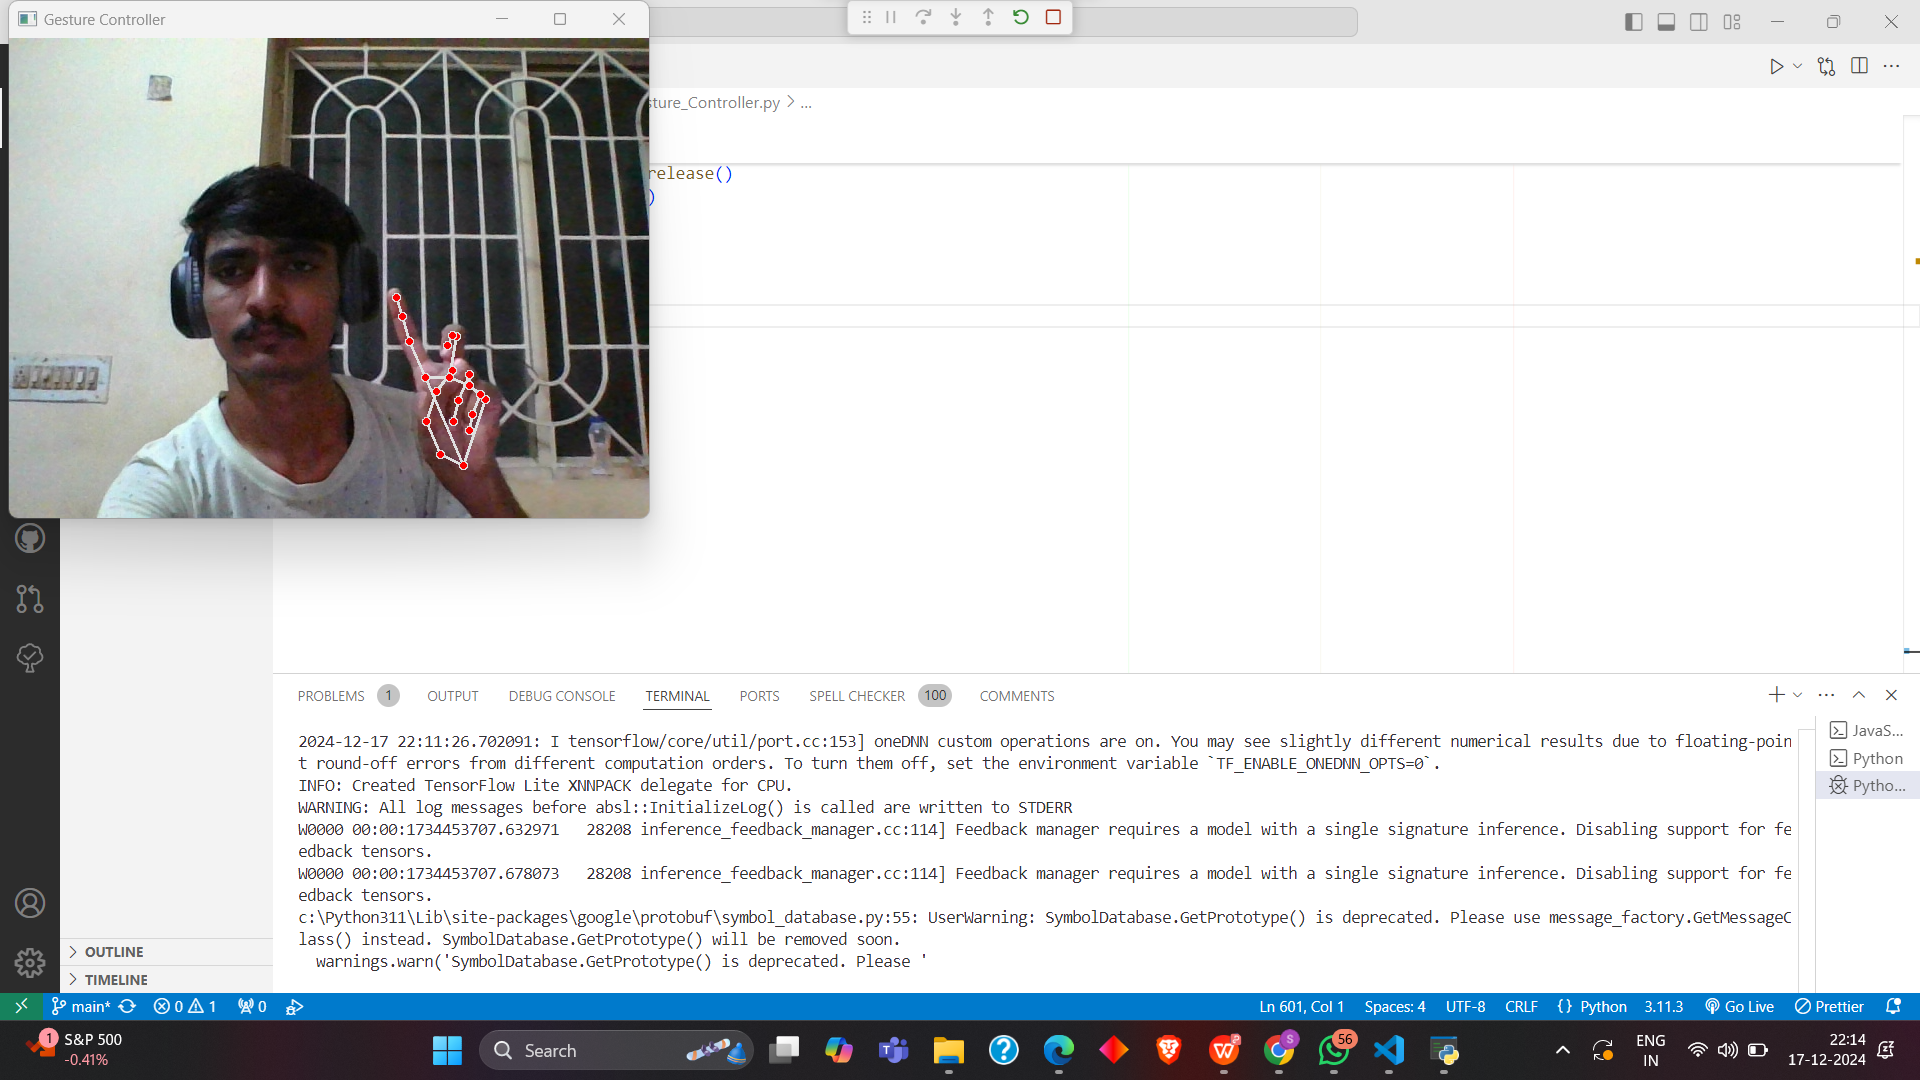 Gesture Controller
sture_Controller.py > ...
release()
)
PROBLEMS 1 OUTPUT DEBUG CONSOLE TERMINAL PORTS SPELL CHECKER 100 COMMENTS
2024-12-17 22:11:26.702091: I tensorflow/core/util/port.cc:153] oneDNN custom operations are on. You may see slightly different numerical results due to floating-poin
t round-off errors from different computation orders. To turn them off, set the environment variable `TF_ENABLE_ONEDNN_OPTS=0`.
INFO: Created TensorFlow Lite XNNPACK delegate for CPU.
WARNING: All log messages before absl::InitializeLog() is called are written to STDERR
W0000 00:00:1734453707.632971   28208 inference_feedback_manager.cc:114] Feedback manager requires a model with a single signature inference. Disabling support for fe
edback tensors.
W0000 00:00:1734453707.678073   28208 inference_feedback_manager.cc:114] Feedback manager requires a model with a single signature inference. Disabling support for fe
edback tensors.
c:\Python311\Lib\site-packages\google\protobuf\symbol_database.py:55: UserWarning: SymbolDatabase.GetPrototype() is deprecated. Please use message_factory.GetMessageC
lass() instead. SymbolDatabase.GetPrototype() will be removed soon.
  warnings.warn('SymbolDatabase.GetPrototype() is deprecated. Please '
JavaS...
Python
Pytho...
OUTLINE
TIMELINE
main* 0 1 0 Ln 601, Col 1 Spaces: 4 UTF-8 CRLF {} Python 3.11.3 Go Live Prettier
1 S&P 500
-0.41%
Search
56
ENG
IN
22:14
17-12-2024